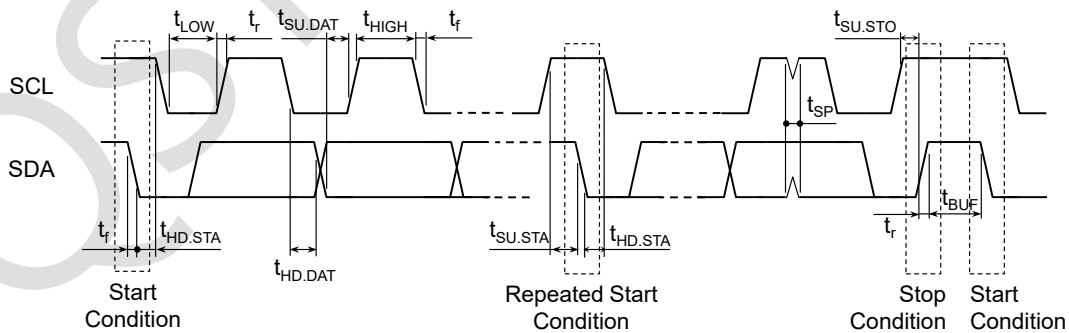 tLOW tr tSU.DAT tHIGH tf tSU.STO
SCL
tSP
SDA
tBUF
tf tHD.STA tSU.STA tHD.STA tr
tHD.DAT
Start Condition
Repeated Start Condition
Stop Condition
Start Condition